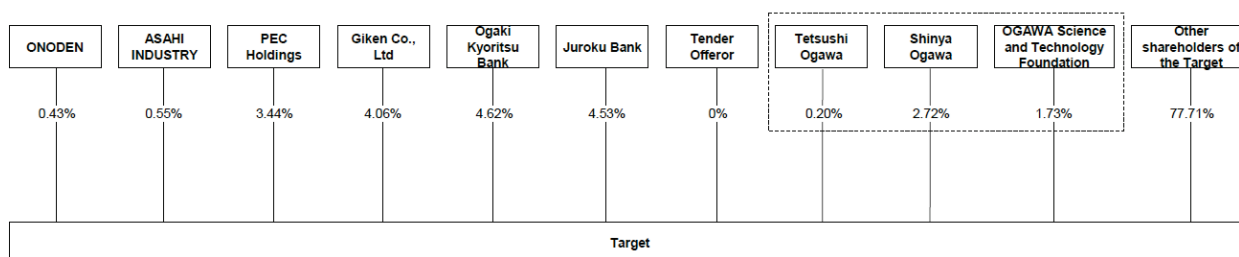 ONODEN
ASAHI
INDUSTRY
PEC
Holdings
Giken Co.,
Ltd
Ogaki
Kyoritsu
Bank
Juroku Bank
Tender
Offeror
Tetsushi
Ogawa
Shinya
Ogawa
OGAWA Science
and Technology
Foundation
Other
shareholders of
the Target
0.43%
0.55%
3.44%
4.06%
4.62%
4.53%
0%
0.20%
2.72%
1.73%
77.71%
Target